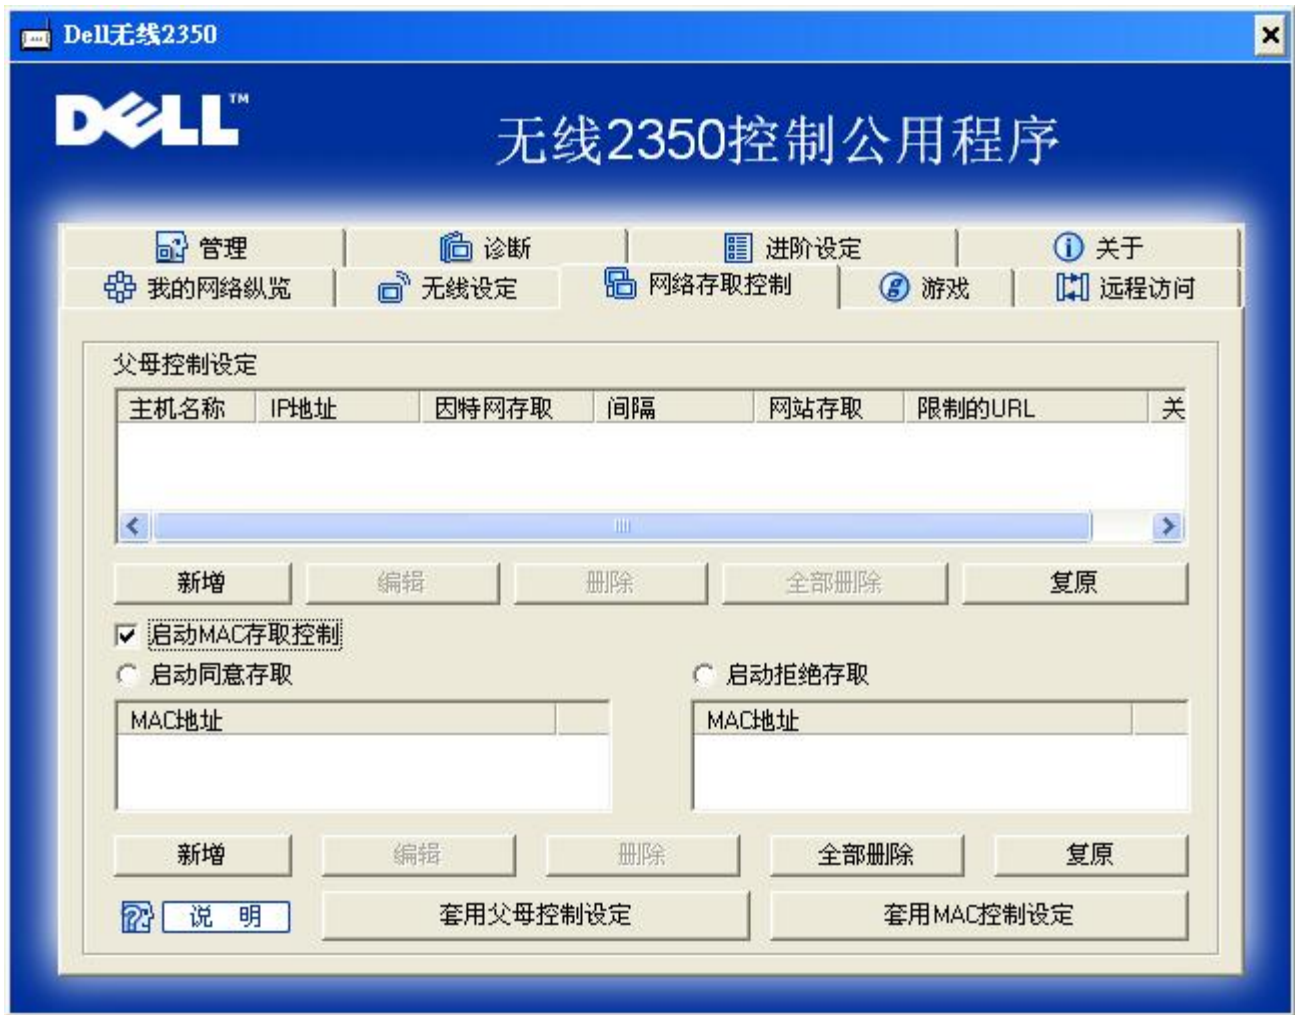 Dell无线2350
DELL™
无线2350控制公用程序
管理 诊断 进阶设定 关于
我的网络纵览 无线设定 网络存取控制 游戏 远程访问
父母控制设定
主机名称 IP地址 因特网存取 间隔 网站存取 限制的URL 关
新增 编辑 删除 全部删除 复原
启动MAC存取控制
启动同意存取 启动拒绝存取
MAC地址 MAC地址
新增 编辑 删除 全部删除 复原
说 明 套用父母控制设定 套用MAC控制设定